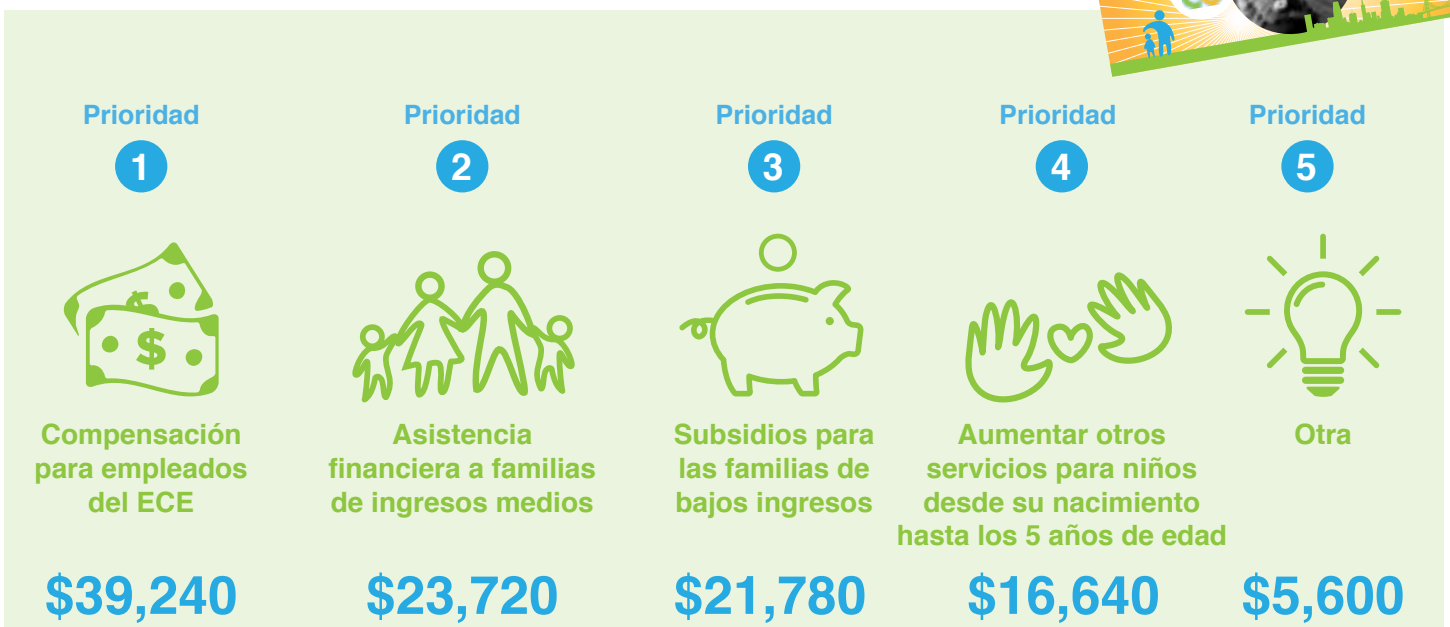 Prioridad
1
Compensación
para empleados
del ECE
$39,240
Prioridad
2
Asistencia
financiera a familias
de ingresos medios
$23,720
Prioridad
3
Subsidios para
las familias de
bajos ingresos
$21,780
Prioridad
4
Aumentar otros
servicios para niños
desde su nacimiento
hasta los 5 años de edad
$16,640
Prioridad
5
Otra
$5,600